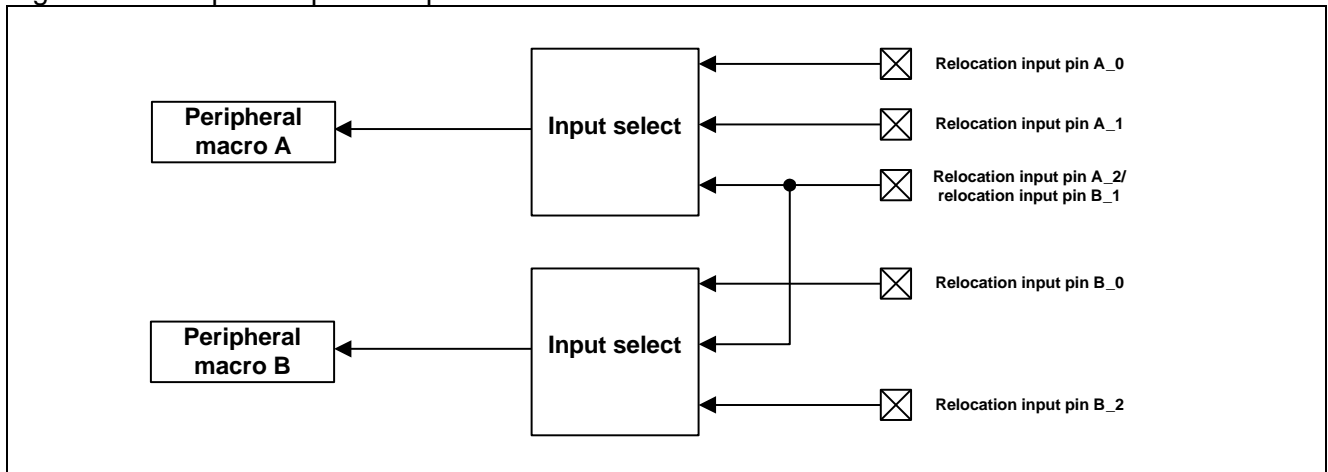 Peripheral
macro A
Input select
Relocation input pin A_0
Relocation input pin A_1
Relocation input pin A_2/
relocation input pin B_1
Peripheral
macro B
Input select
Relocation input pin B_0
Relocation input pin B_2